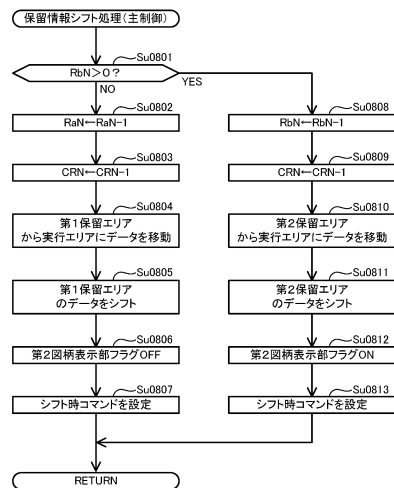 保留情報シフト処理(主制御)
Su0801
RbN＞0？
NO
YES
Su0802
RaN←RaN-1
Su0803
CRN←CRN-1
Su0804
第1保留エリア
から実行エリアにデータを移動
Su0805
第1保留エリア
のデータをシフト
Su0806
第2図柄表示部フラグOFF
Su0807
シフト時コマンドを設定
Su0808
RbN←RbN-1
Su0809
CRN←CRN-1
Su0810
第2保留エリア
から実行エリアにデータを移動
Su0811
第2保留エリア
のデータをシフト
Su0812
第2図柄表示部フラグON
Su0813
シフト時コマンドを設定
RETURN